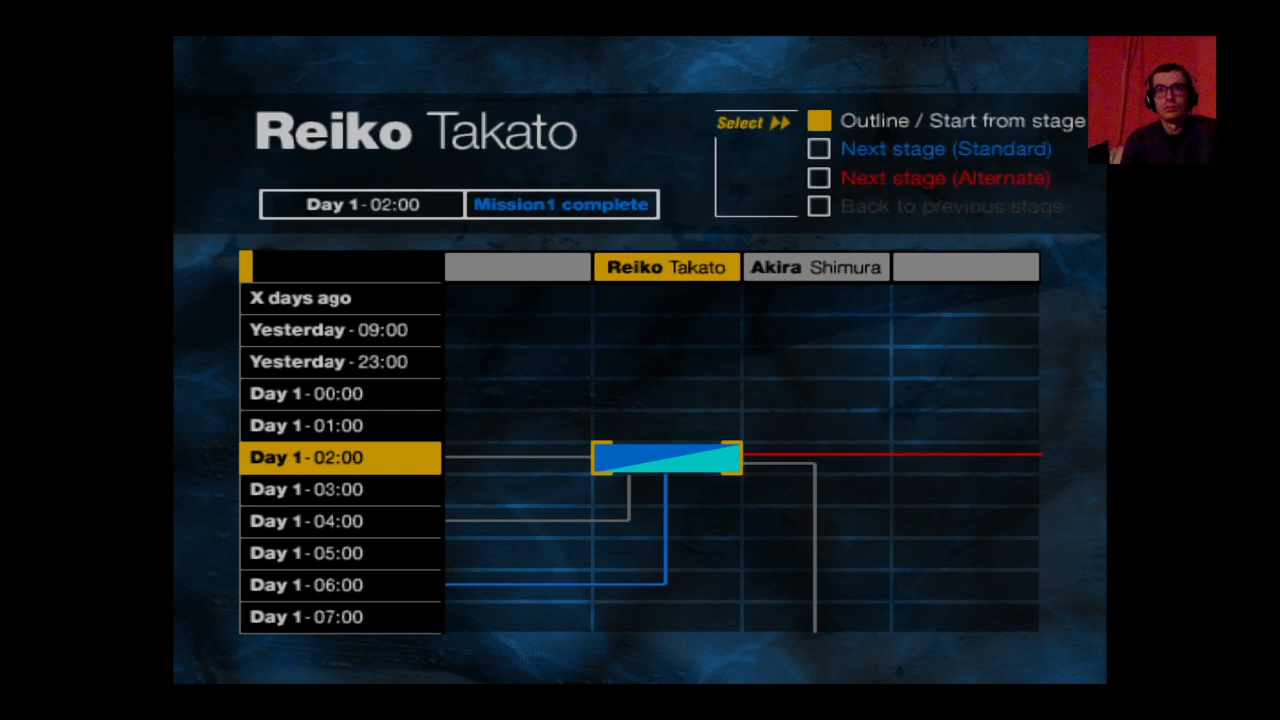 Reiko Takato
Select
Outline / Start from stage
Next stage (Standard)
Next stage (Alternate)
Back to previous stage
Day 1 - 02:00
Mission1 complete
Reiko Takato
Akira Shimura
X days ago
Yesterday - 09:00
Yesterday - 23:00
Day 1 - 00:00
Day 1 - 01:00
Day 1 - 02:00
Day 1 - 03:00
Day 1 - 04:00
Day 1 - 05:00
Day 1 - 06:00
Day 1 - 07:00